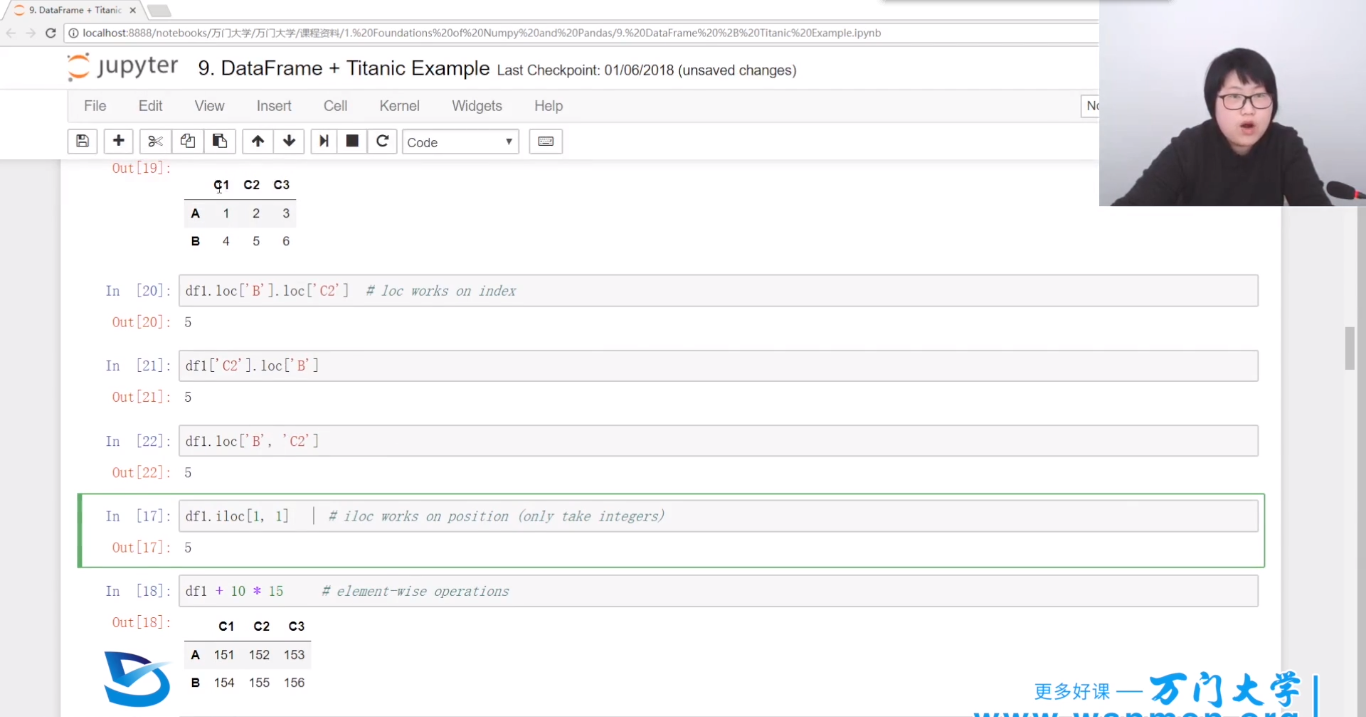 9. DataFrame + Titanic
localhost:8888/notebooks/万门大学/万门大学/课程资料/1.%20Foundations%20of%20Numpy%20and%20Pandas/9.%20DataFrame%20%2B%20Titanic%20Example.ipynb
jupyter 9. DataFrame + Titanic Example Last Checkpoint: 01/06/2018 (unsaved changes)
File Edit View Insert Cell Kernel Widgets Help
Code
Out[19]:
C1 C2 C3
A 1 2 3
B 4 5 6
In [20]: df1.loc['B'].loc['C2'] # loc works on index
Out[20]: 5
In [21]: df1['C2'].loc['B']
Out[21]: 5
In [22]: df1.loc['B', 'C2']
Out[22]: 5
In [17]: df1.iloc[1, 1] # iloc works on position (only take integers)
Out[17]: 5
In [18]: df1 + 10 * 15 # element-wise operations
Out[18]:
C1 C2 C3
A 151 152 153
B 154 155 156
更多好课 — 万门大学